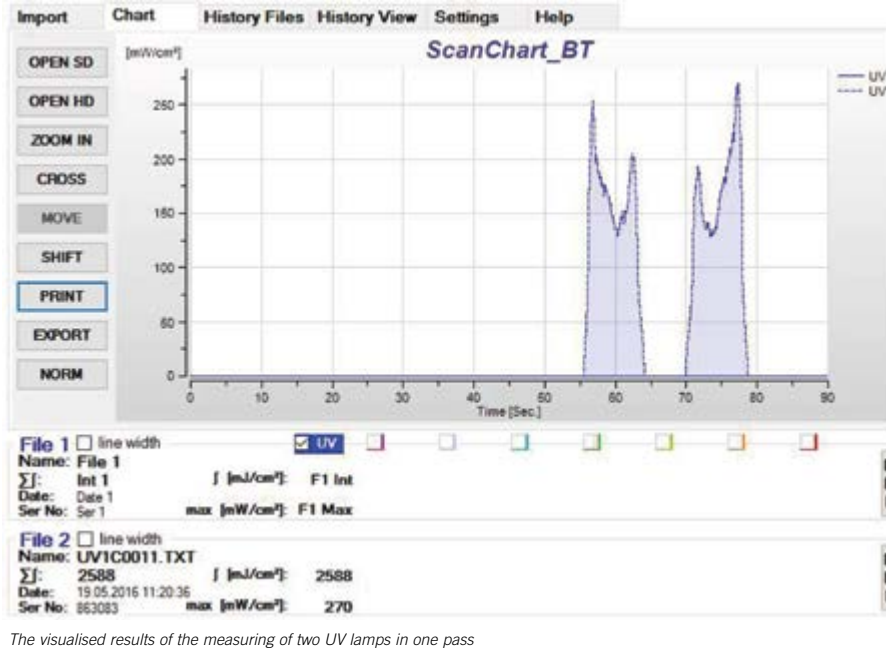 Import Chart History Files History View Settings Help
OPEN SD
OPEN HD
ZOOM IN
CROSS
MOVE
SHIFT
PRINT
EXPORT
NORM
[mW/cm²]
ScanChart_BT
UV
UV
250
200
150
100
50
0
0 10 20 30 40 50 60 70 80 90
Time [Sec.]
File 1 line width UV
Name: File 1
∑∫: Int 1 ∫ [mJ/cm²]: F1 Int
Date: Date 1
Ser No: Ser 1 max [mW/cm²]: F1 Max
File 2 line width
Name: UV1C0011.TXT
∑∫: 2588 ∫ [mJ/cm²]: 2588
Date: 19.05.2016 11:20:36
Ser No: 863083 max [mW/cm²]: 270
The visualised results of the measuring of two UV lamps in one pass